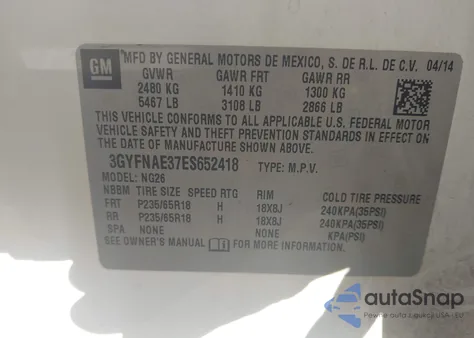 GM
MFD BY GENERAL MOTORS DE MEXICO, S. DE R.L. DE C.V. 04/14
GVWR GAWR FRT GAWR RR
2480 KG 1410 KG 1300 KG
5467 LB 3108 LB 2866 LB
THIS VEHICLE CONFORMS TO ALL APPLICABLE U.S. FEDERAL MOTOR
VEHICLE SAFETY AND THEFT PREVENTION STANDARDS IN EFFECT ON THE
DATE OF MANUFACTURE SHOWN ABOVE.
3GYFNAE37ES652418 TYPE: M.P.V.
MODEL: NG26
NBBM TIRE SIZE SPEED RTG RIM COLD TIRE PRESSURE
FRT P235/65R18 H 18X8J 240KPA(35PSI)
RR P235/65R18 H 18X8J 240KPA(35PSI)
SPA NONE NONE KPA(PSI)
SEE OWNER'S MANUAL FOR MORE INFORMATION
autoSnap